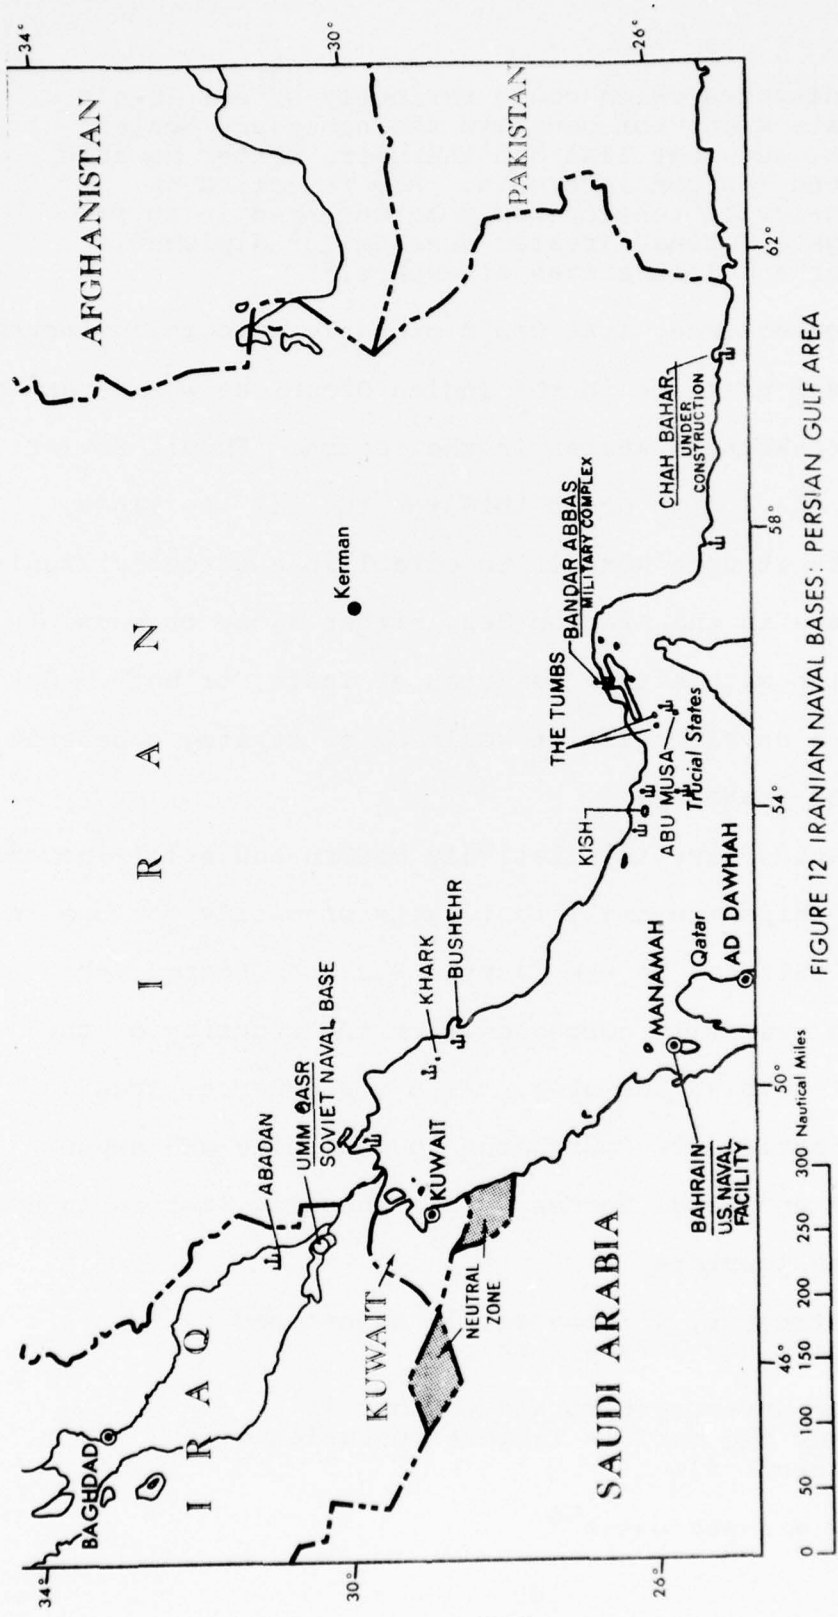 34°
30°
26°
AFGHANISTAN
PAKISTAN
62°
I R A N
Kerman
CHAH BAHAR
UNDER
CONSTRUCTION
58°
BANDAR ABBAS
MILITARY COMPLEX
THE TUMBS
ABU MUSA
Trucial States
54°
KISH
BUSHEHR
KHARK
AD DAWHAH
Qatar
MANAMAH
50°
SOVIET NAVAL BASE
UMM QASR
ABADAN
KUWAIT
BAHRAIN
U.S. NAVAL
FACILITY
NEUTRAL
ZONE
KUWAIT
SAUDI ARABIA
46°
I R A Q
BAGHDAD
34°
30°
26°
0 50 100 150 200 250 300 Nautical Miles
FIGURE 12 IRANIAN NAVAL BASES: PERSIAN GULF AREA